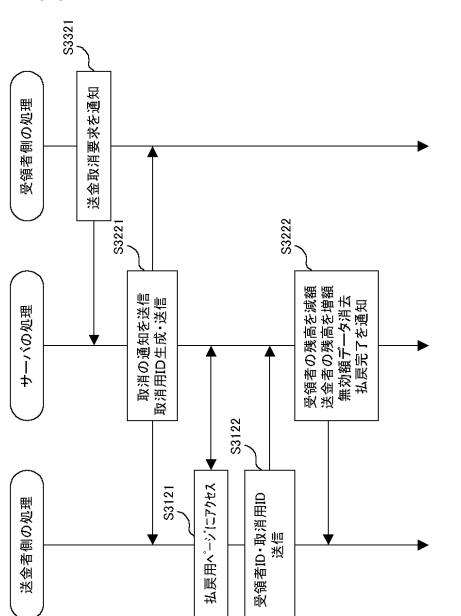 受領者側の処理
S3321
送金取消要求を通知
サーバの処理
S3221
取消の通知を送信
取消用ID生成・送信
S3222
受領者の残高を減額
送金者の残高を増額
無効額データ消去
払戻完了を通知
送金者側の処理
S3121
払戻用ページにアクセス
S3122
受領者ID・取消用ID
送信